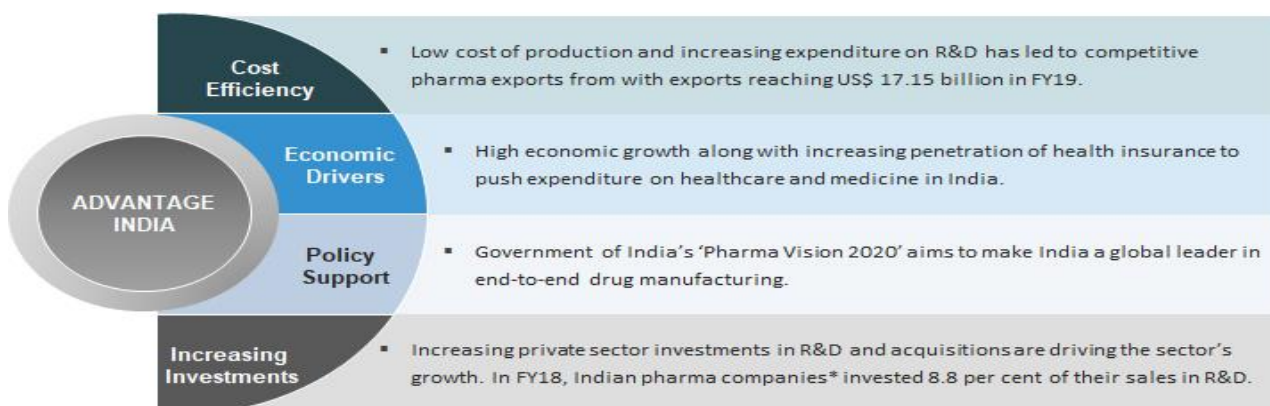 ADVANTAGE
INDIA
Cost
Efficiency
▪ Low cost of production and increasing expenditure on R&D has led to competitive
pharma exports from with exports reaching US$ 17.15 billion in FY19.
Economic
Drivers
▪ High economic growth along with increasing penetration of health insurance to
push expenditure on healthcare and medicine in India.
Policy
Support
▪ Government of India’s ‘Pharma Vision 2020’ aims to make India a global leader in
end-to-end drug manufacturing.
Increasing
Investments
▪ Increasing private sector investments in R&D and acquisitions are driving the sector’s
growth. In FY18, Indian pharma companies* invested 8.8 per cent of their sales in R&D.